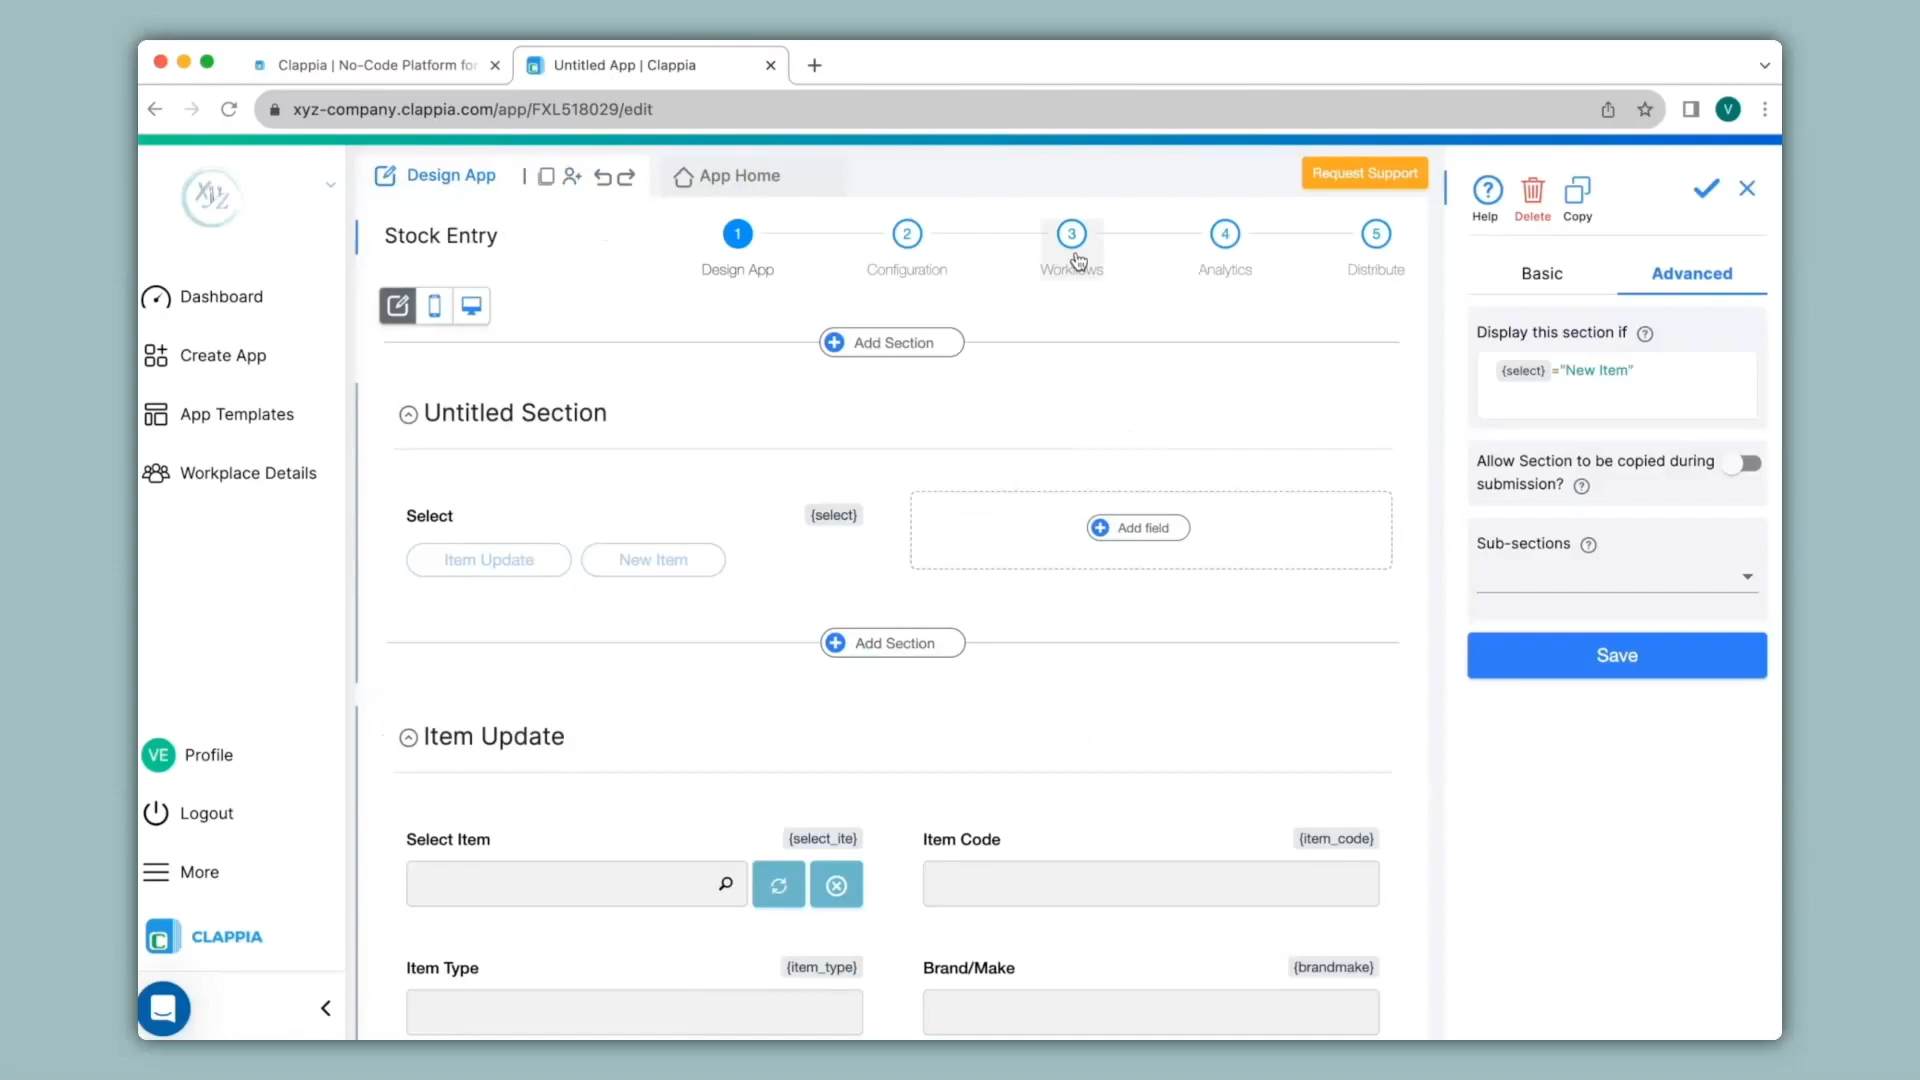 Clappia | No-Code Platform for
Untitled App | Clappia
xyz-company.clappia.com/app/FXL518029/edit
V
XYZ
Dashboard
Create App
App Templates
Workplace Details
VE Profile
Logout
More
CLAPPIA
Design App
App Home
Request Support
Stock Entry
1 2 3 4 5
Design App Configuration Workflows Analytics Distribute
Add Section
Untitled Section
Select {select}
Item Update New Item
Add field
Add Section
Item Update
Select Item {select_ite} Item Code {item_code}
Item Type {item_type} Brand/Make {brandmake}
Help Delete Copy
Basic Advanced
Display this section if ?
{select} ="New Item"
Allow Section to be copied during
submission? ?
Sub-sections ?
Save